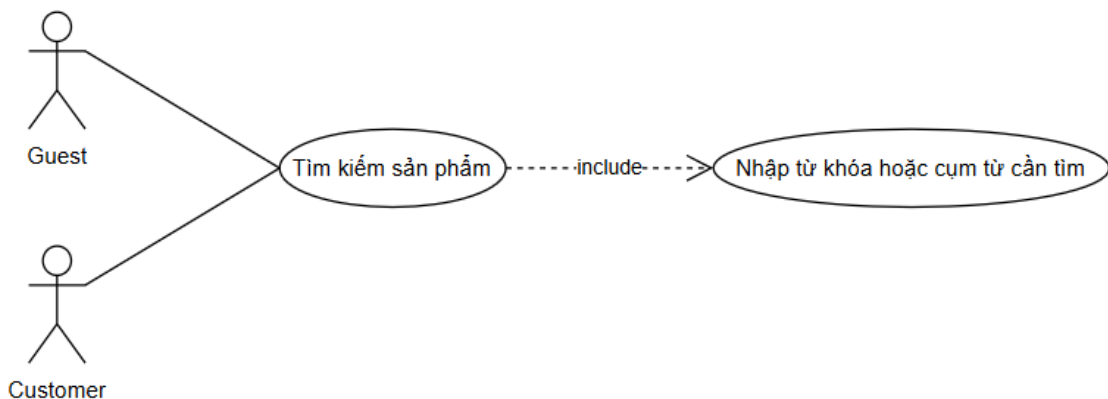 Guest
Tìm kiếm sản phẩm
include
Nhập từ khóa hoặc cụm từ cần tìm
Customer